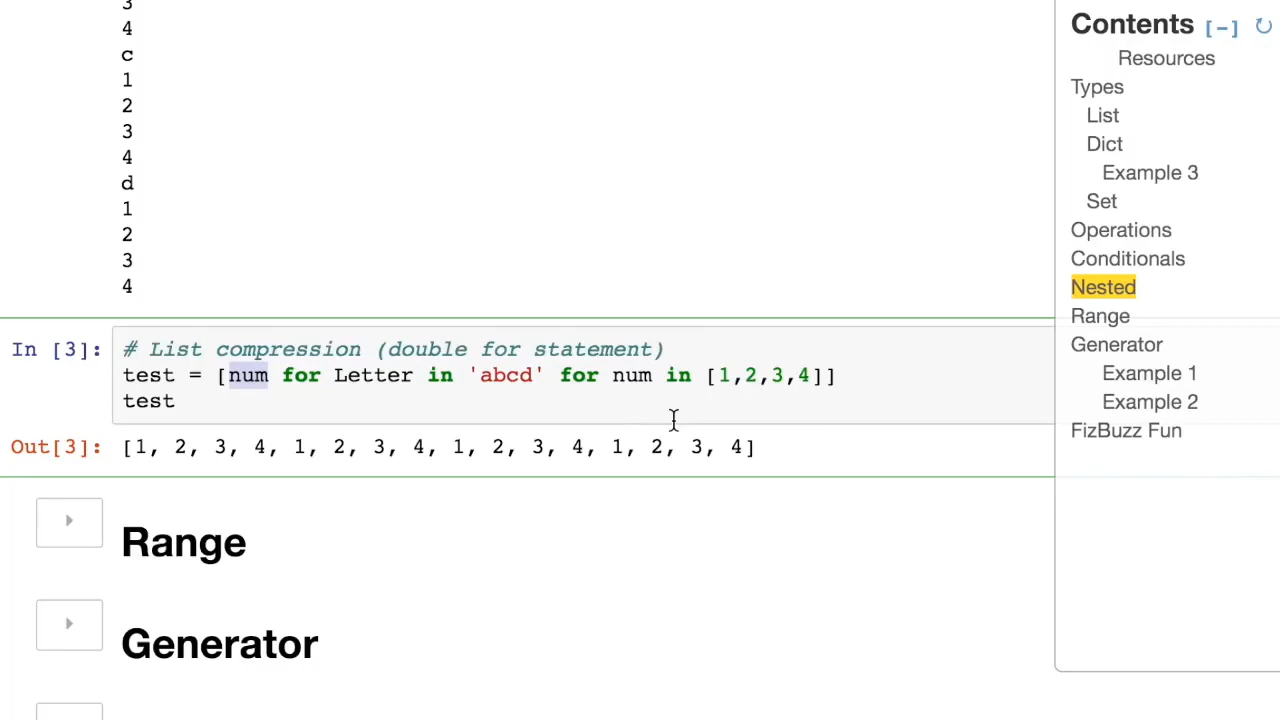 3
4
c
1
2
3
4
d
1
2
3
4
In [3]:
# List compression (double for statement)
test = [num for Letter in 'abcd' for num in [1,2,3,4]]
test
Out[3]: [1, 2, 3, 4, 1, 2, 3, 4, 1, 2, 3, 4, 1, 2, 3, 4]
Range
Generator
Contents [-] ↻
Resources
Types
List
Dict
Example 3
Set
Operations
Conditionals
Nested
Range
Generator
Example 1
Example 2
FizBuzz Fun